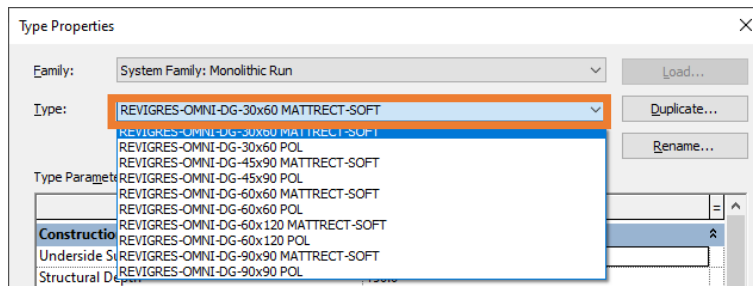 Type Properties
Family: System Family: Monolithic Run Load...
Type: REVIGRES-OMNI-DG-30x60 MATTRECT-SOFT Duplicate...
REVIGRES-OMNI-DG-30x60 MATTRECT-SOFT
REVIGRES-OMNI-DG-30x60 POL Rename...
REVIGRES-OMNI-DG-45x90 MATTRECT-SOFT
Type Parame REVIGRES-OMNI-DG-45x90 POL
REVIGRES-OMNI-DG-60x60 MATTRECT-SOFT
REVIGRES-OMNI-DG-60x60 POL =
REVIGRES-OMNI-DG-60x120 MATTRECT-SOFT
Constructio REVIGRES-OMNI-DG-60x120 POL
Underside Su REVIGRES-OMNI-DG-90x90 MATTRECT-SOFT
Structural Depth REVIGRES-OMNI-DG-90x90 POL